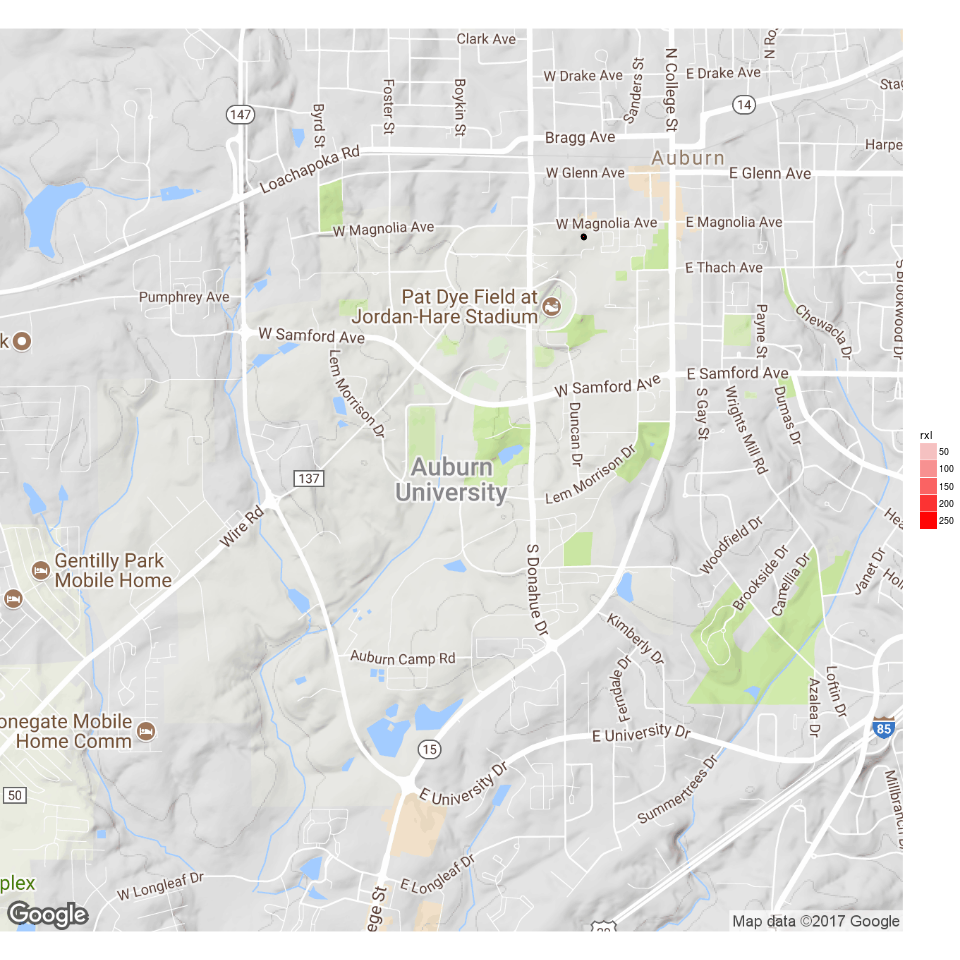 Clark Ave
W Drake Ave
E Drake Ave
N Ro
Sanders St
N College St
Stag
Foster St
Boykin St
Byrd St
147
14
Bragg Ave
Harpe
Loachapoka Rd
Auburn
W Glenn Ave
E Glenn Ave
W Magnolia Ave
W Magnolia Ave
E Magnolia Ave
E Thach Ave
S Brookwood Dr
Pumphrey Ave
Pat Dye Field at
Jordan-Hare Stadium
Payne St
Chewacla Dr
k
W Samford Ave
Lem Morrison Dr
E Samford Ave
W Samford Ave
S Gay St
Wrights Mill Rd
Dumas Dr
Duncan Dr
rxl
50
100
150
200
250
Auburn
University
137
Lem Morrison Dr
Wire Rd
Hea
Woodfield Dr
S Donahue Dr
Gentilly Park
Mobile Home
Brookside Dr
Camellia Dr
Janet Dr
Holl
Kimberly Dr
Auburn Camp Rd
Ferndale Dr
Azalea Dr
Loftin Dr
onegate Mobile
Home Comm
15
E University Dr
85
E University Dr
Summertrees Dr
Millbranch Dr
50
plex
W Longleaf Dr
E Longleaf Dr
ege St
Google
Map data ©2017 Google